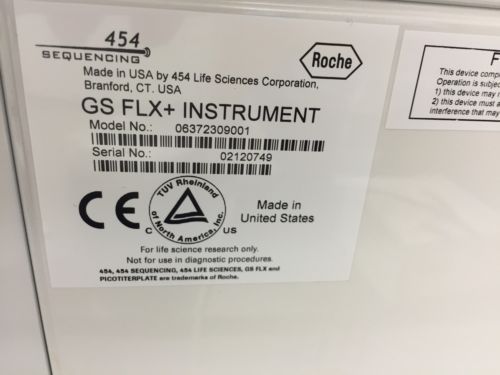 454
SEQUENCING
Roche
Made in USA by 454 Life Sciences Corporation,
Branford, CT. USA
GS FLX+ INSTRUMENT
Model No.: 06372309001
Serial No.: 02120749
CE
TUV Rheinland
of North America, Inc.
C US
Made in
United States
For life science research only.
Not for use in diagnostic procedures.
454, 454 SEQUENCING, 454 LIFE SCIENCES, GS FLX and
PICOTITERPLATE are trademarks of Roche.
F
This device comp
Operation is subje
1) this device may
2) this device must a
interference that may